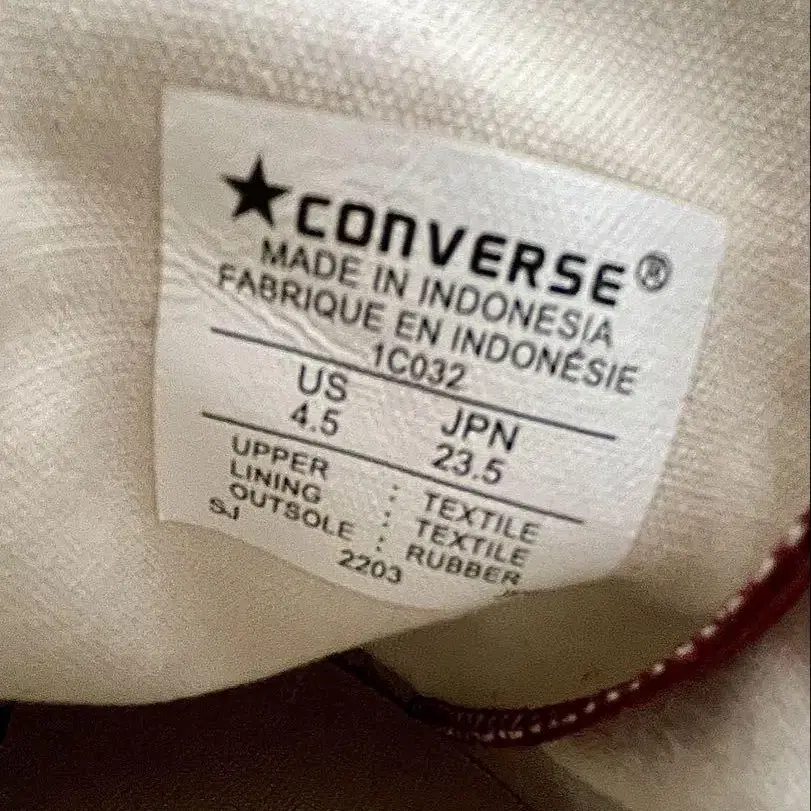 ★CONVERSE®
MADE IN INDONESIA
FABRIQUE EN INDONÉSIE
1C032
US JPN
4.5 23.5
UPPER : TEXTILE
LINING : TEXTILE
OUTSOLE : RUBBER
SJ 2203